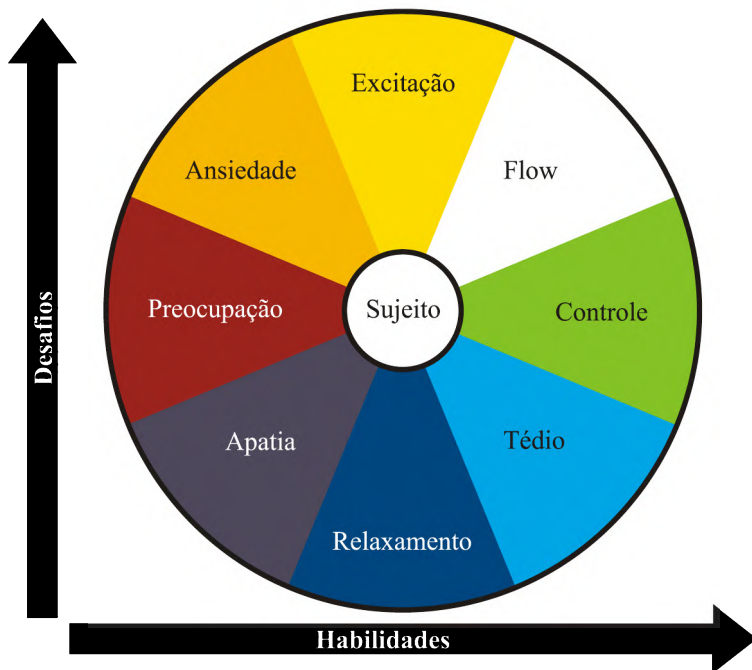 Excitação
Ansiedade
Flow
Preocupação
Sujeito
Controle
Apatia
Tédio
Relaxamento
Desafios
Habilidades